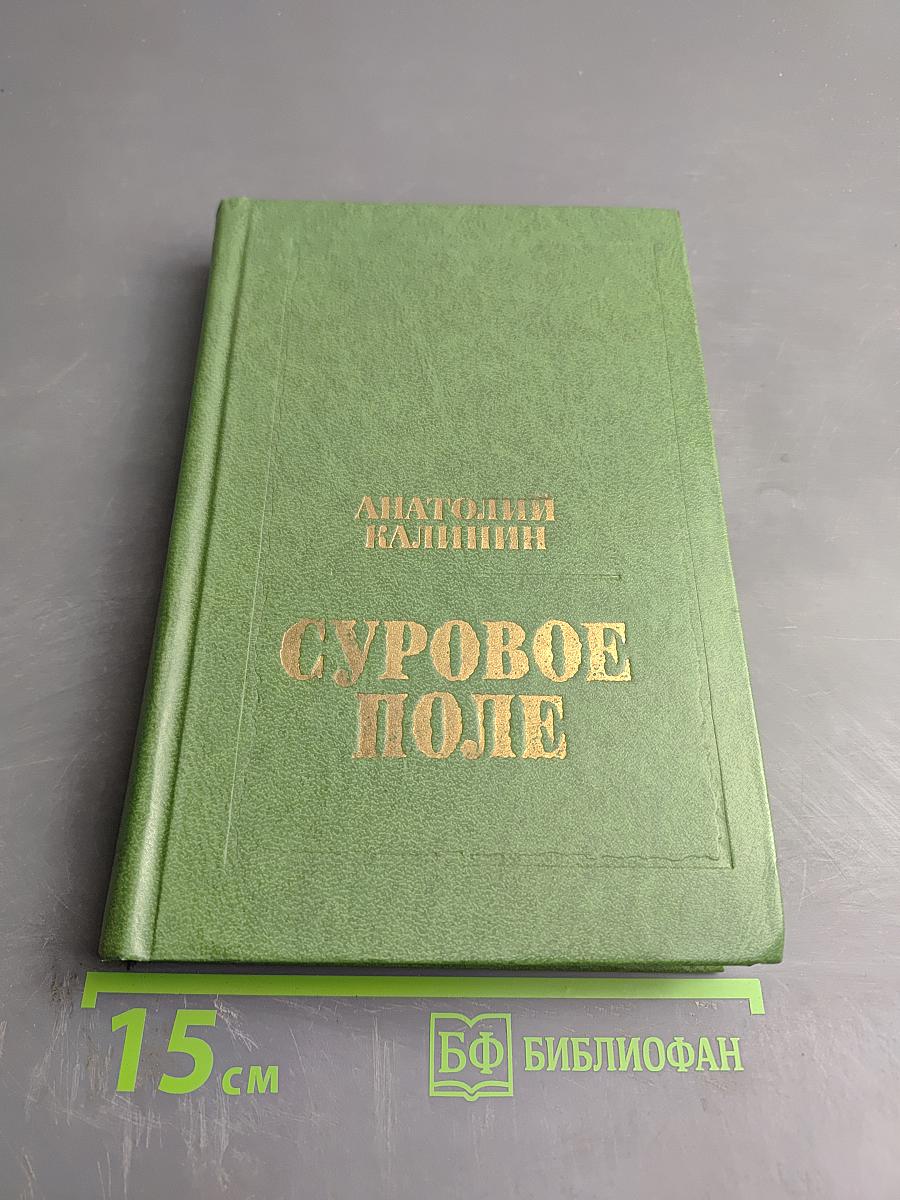 АНАТОЛИЙ
КАЛИНИН
СУРОВОЕ
ПОЛЕ
15 см
БФ БИБЛИОФАН